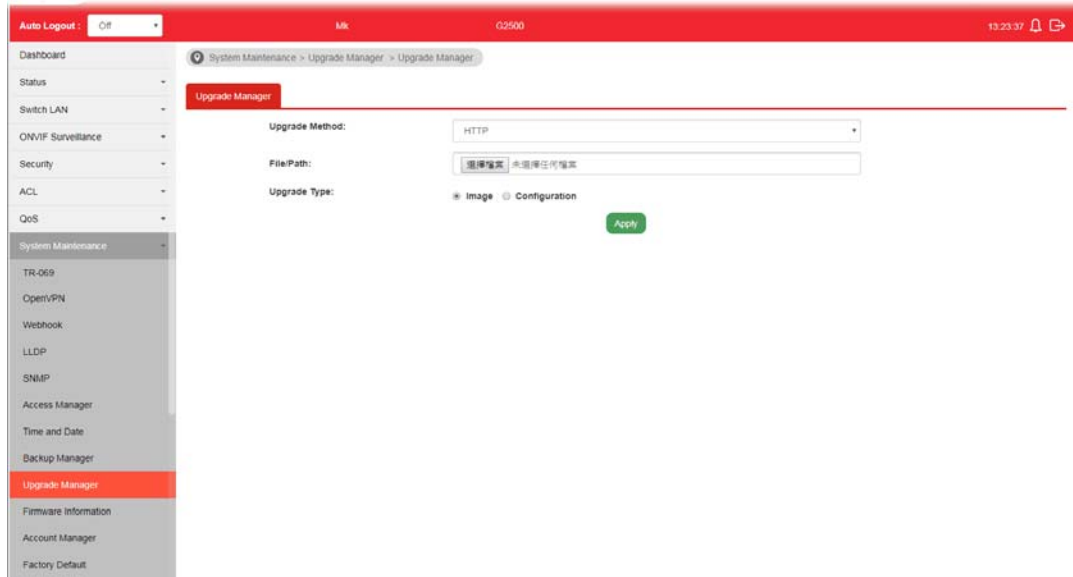 Auto Logout : Off Mk G2500 13:23:37
Dashboard
Status
Switch LAN
ONVIF Surveillance
Security
ACL
QoS
System Maintenance
TR-069
OpenVPN
Webhook
LLDP
SNMP
Access Manager
Time and Date
Backup Manager
Upgrade Manager
Firmware Information
Account Manager
Factory Default
System Maintenance > Upgrade Manager > Upgrade Manager
Upgrade Manager
Upgrade Method: HTTP
File/Path: 選擇檔案 未選擇任何檔案
Upgrade Type: Image Configuration
Apply